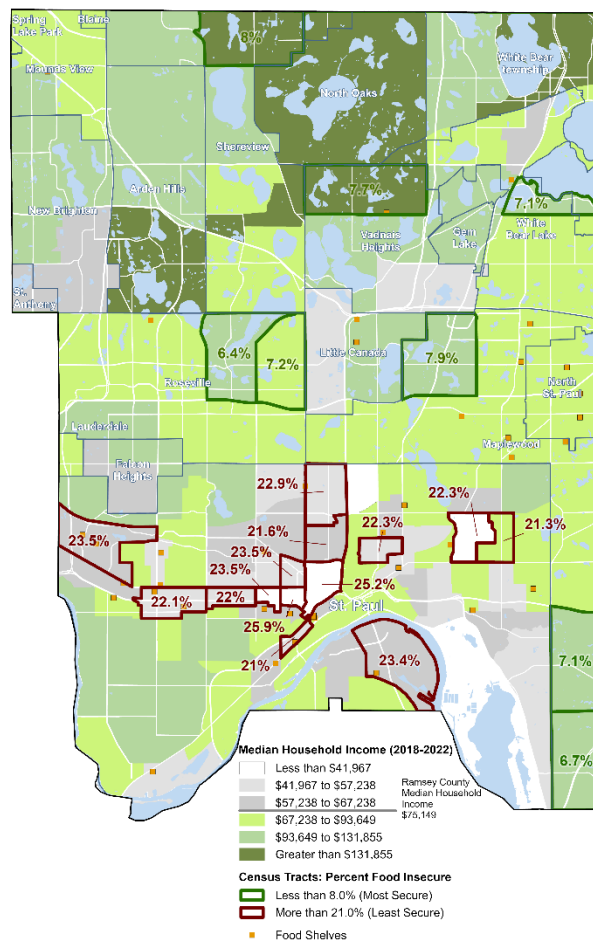 Spring
Lake Park
Blaine
8%
White Bear
township
Mounds View
North Oaks
Shoreview
Arden Hills
7.7%
7.1%
New Brighton
White
Bear Lake
Vadnais
Heights
Gem
Lake
St.
Anthony
6.4%
7.2%
Little Canada
7.9%
Roseville
North
St. Paul
Lauderdale
Maplewood
Falcon
Heights
22.9%
22.3%
21.6%
22.3%
21.3%
23.5%
23.5%
23.5%
25.2%
22.1%
22%
St. Paul
25.9%
21%
23.4%
7.1%
6.7%
Median Household Income (2018-2022)
Less than $41,967
$41,967 to $57,238
$57,238 to $67,238
$67,238 to $93,649
$93,649 to $131,855
Greater than $131,855
Ramsey County
Median Household
Income
$75,149
Census Tracts: Percent Food Insecure
Less than 8.0% (Most Secure)
More than 21.0% (Least Secure)
Food Shelves